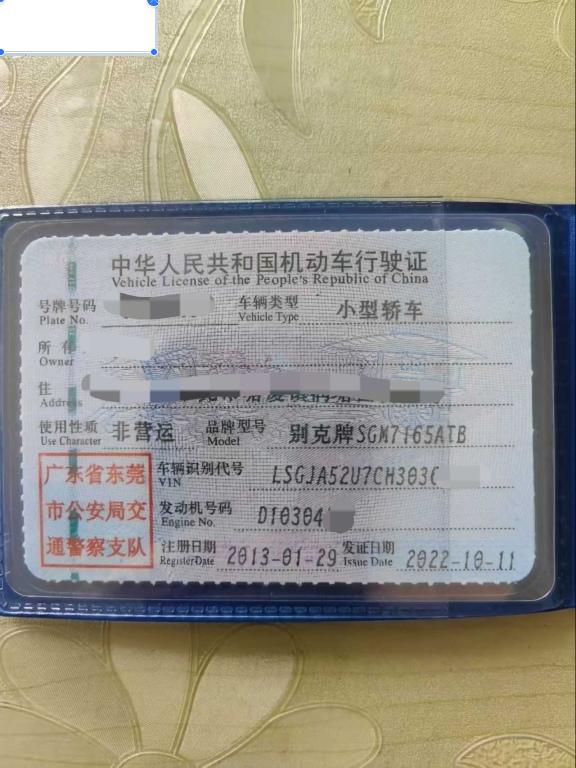 中华人民共和国机动车行驶证
Vehicle License of the People's Republic of China
号牌号码 车辆类型 小型轿车
Plate No. Vehicle Type
所
Owner
住
Address
使用性质 非营运 品牌型号 别克牌SGM7165ATB
Use Character Model
广东省东莞
市公安局交
通警察支队
车辆识别代号 LSGJA52U7CH303
VIN
发动机号码 D10304
Engine No.
注册日期 2013-01-29 发证日期 2022-10-11
Register Date Issue Date